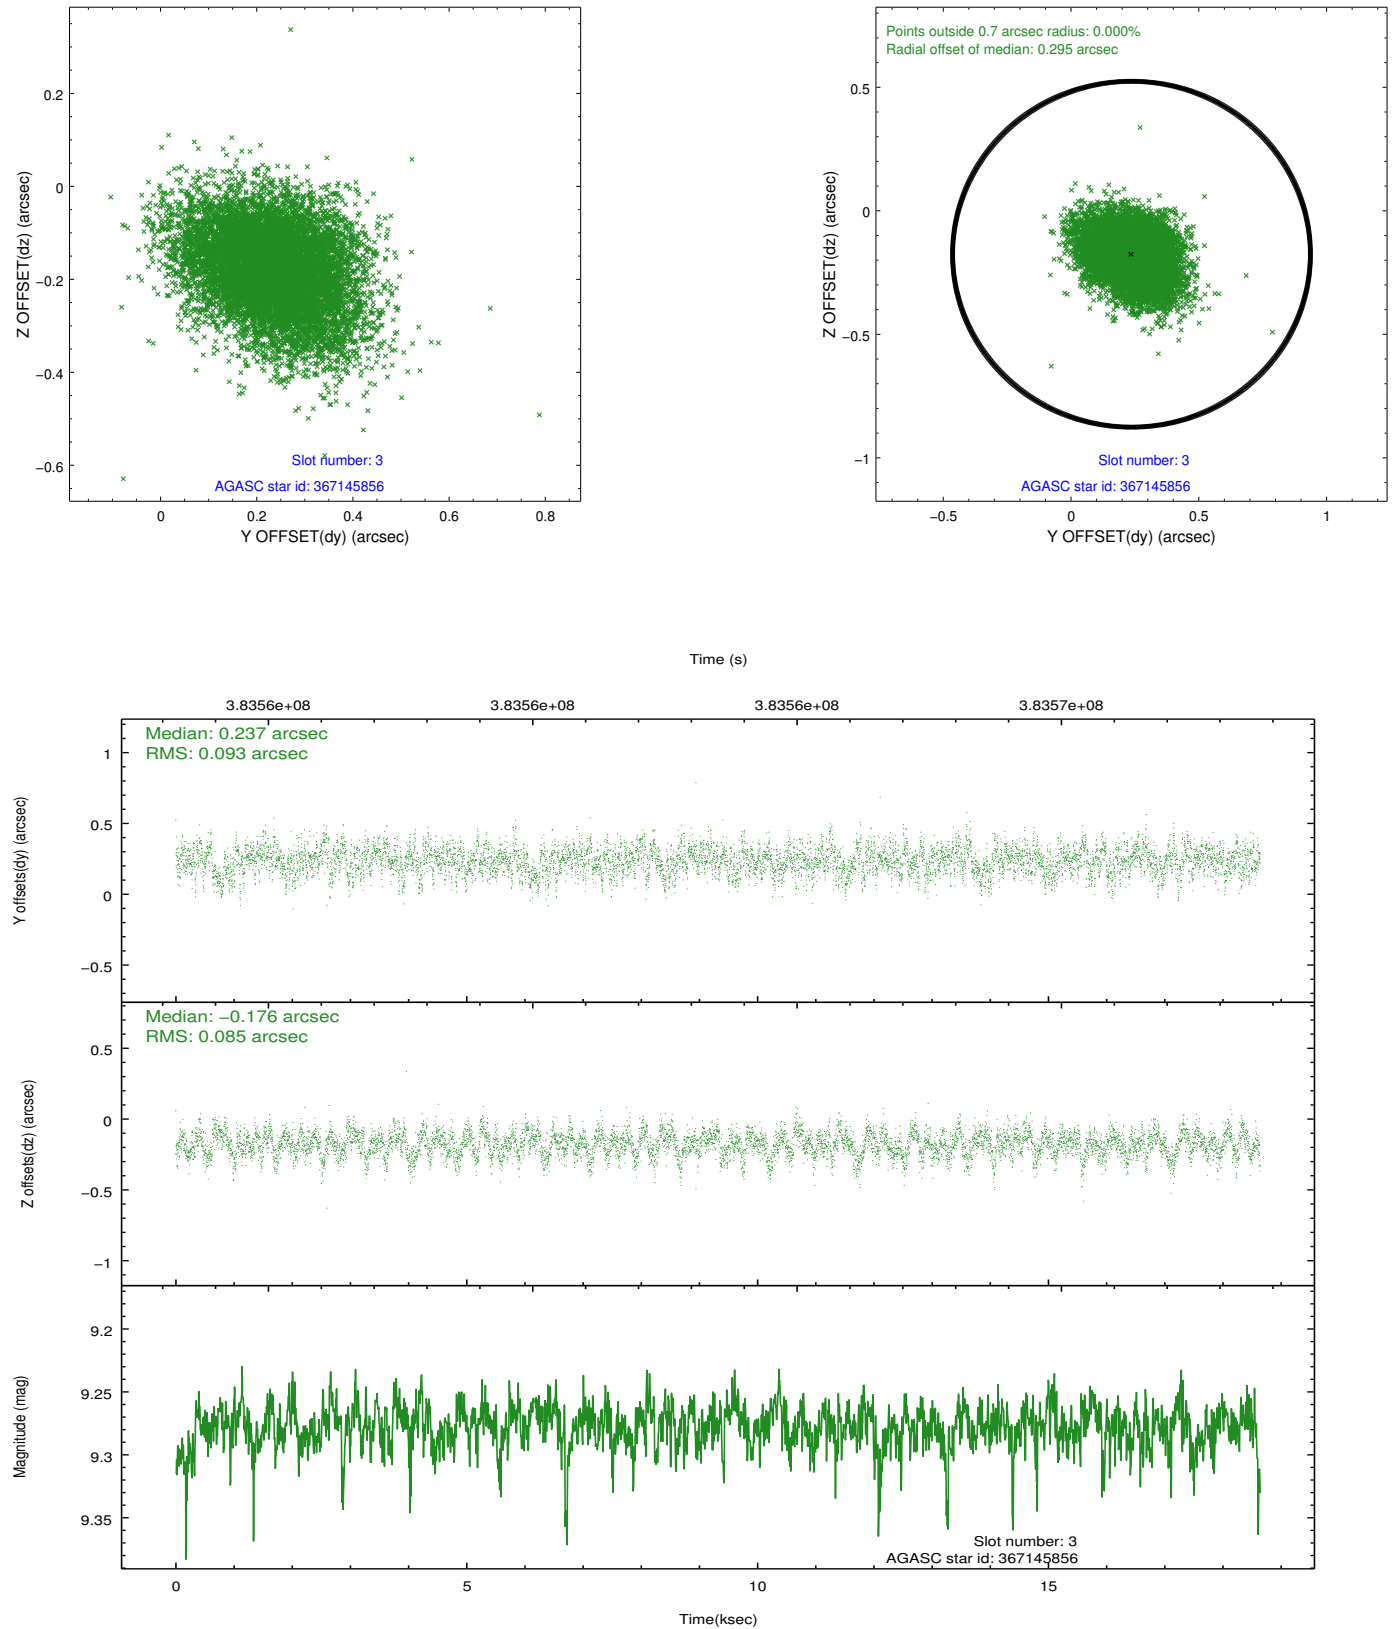 0.2
0
−0.2
−0.4
−0.6
Z OFFSET(dz) (arcsec)
Slot number: 3
AGASC star id: 367145856
0 0.2 0.4 0.6 0.8
Y OFFSET(dy) (arcsec)
Points outside 0.7 arcsec radius: 0.000%
Radial offset of median: 0.295 arcsec
0.5
0
−0.5
−1
Z OFFSET(dz) (arcsec)
Slot number: 3
AGASC star id: 367145856
−0.5 0 0.5 1
Y OFFSET(dy) (arcsec)
Time (s)
3.8356e+08 3.8356e+08 3.8356e+08 3.8357e+08
Median: 0.237 arcsec
RMS: 0.093 arcsec
1
0.5
0
−0.5
Y offsets(dy) (arcsec)
Median: −0.176 arcsec
RMS: 0.085 arcsec
0.5
0
−0.5
−1
Z offsets(dz) (arcsec)
9.2
9.25
9.3
9.35
Magnitude (mag)
Slot number: 3
AGASC star id: 367145856
0 5 10 15
Time(ksec)